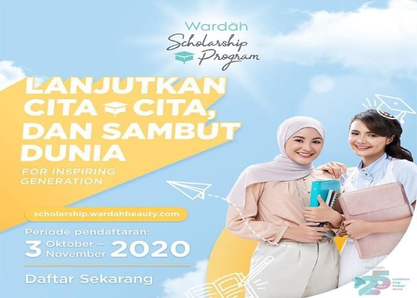 Wardah
Scholarship
Program
LANJUTKAN
CITA CITA,
DAN SAMBUT
DUNIA
FOR INSPIRING
GENERATION
scholarship.wardahbeauty.com
Periode pendaftaran:
3 Oktober –
November 2020
Daftar Sekarang
25